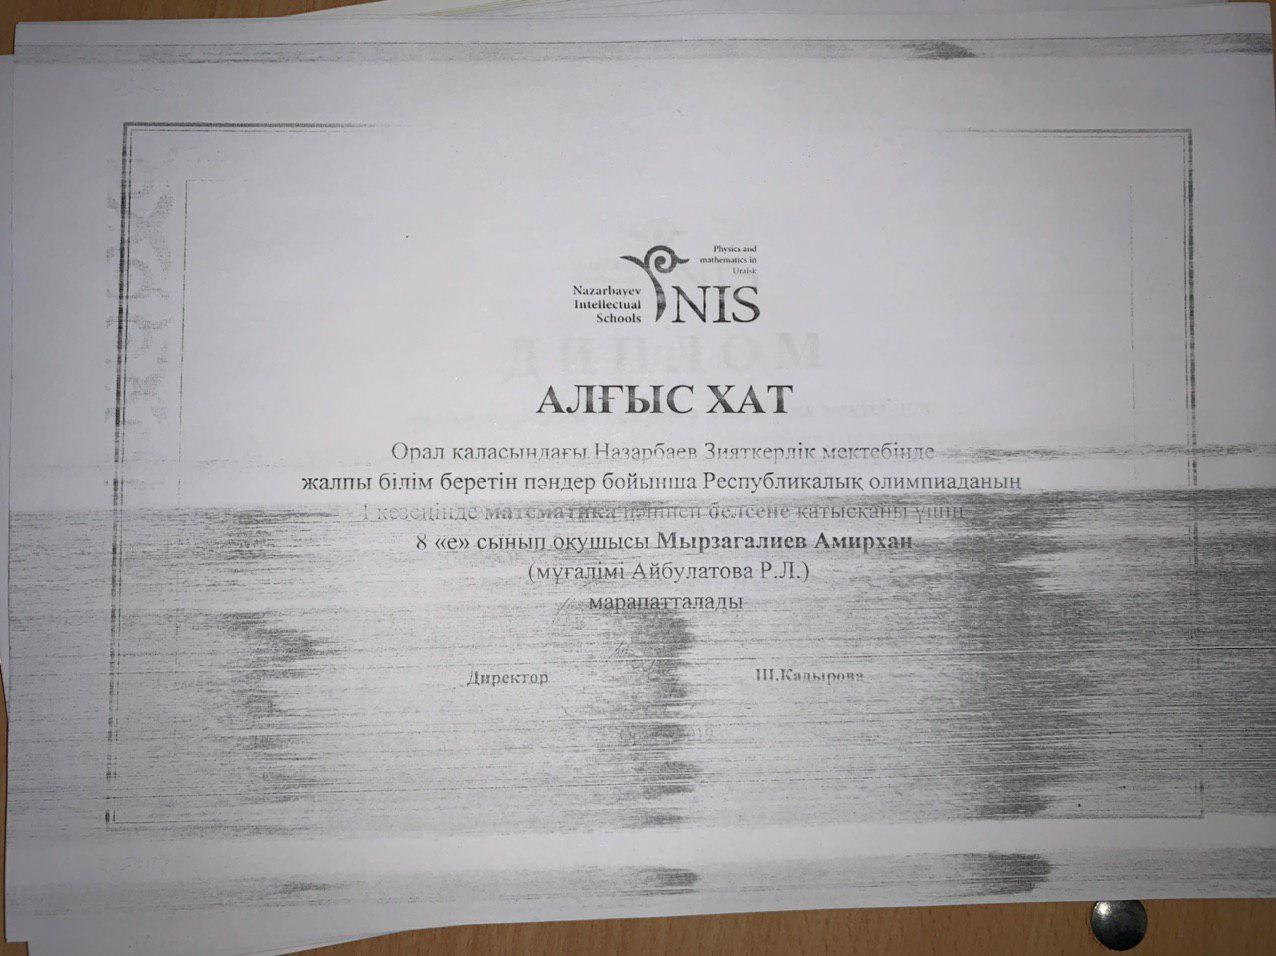 Physics and
mathematics in
Uralsk
Nazarbayev
Intellectual
Schools
NIS
ДИПЛОМ
АЛҒЫС ХАТ
Орал қаласындағы Назарбаев Зияткерлік мектебінде
жалпы білім беретін пәндер бойынша Республикалық олимпиаданың
І кезеңінде математика пәнінен белсене қатысқаны үшін
8 «е» сынып оқушысы Мырзагалиев Амирхан
(мұғалімі Айбулатова Р.Л.)
марапатталады
Директор
Ш.Кадырова